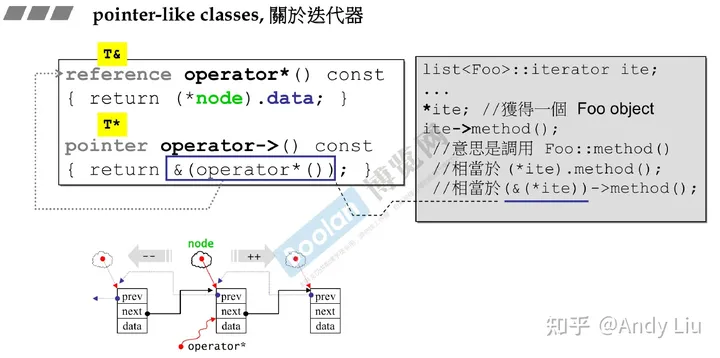 pointer-like classes, 關於迭代器
T&
reference operator*() const
{ return (*node).data; }
T*
pointer operator->() const
{ return &(operator*()); }
list<Foo>::iterator ite;
...
*ite; //獲得一個 Foo object
ite->method();
//意思是調用 Foo::method()
//相當於 (*ite).method();
//相當於 (&(*ite))->method();
Boolan
博览网
node
--
++
prev
next
data
prev
next
data
prev
next
data
operator*
知乎 @Andy Liu